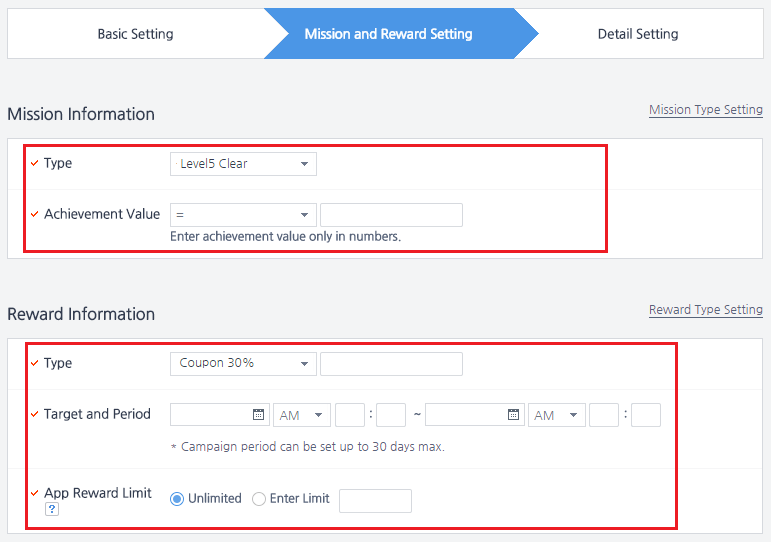 Basic Setting
Mission and Reward Setting
Detail Setting
Mission Information
Mission Type Setting
Type
Level5 Clear
Achievement Value
=
Enter achievement value only in numbers.
Reward Information
Reward Type Setting
Type
Coupon 30%
Target and Period
AM
:
~
AM
:
* Campaign period can be set up to 30 days max.
App Reward Limit
?
Unlimited
Enter Limit